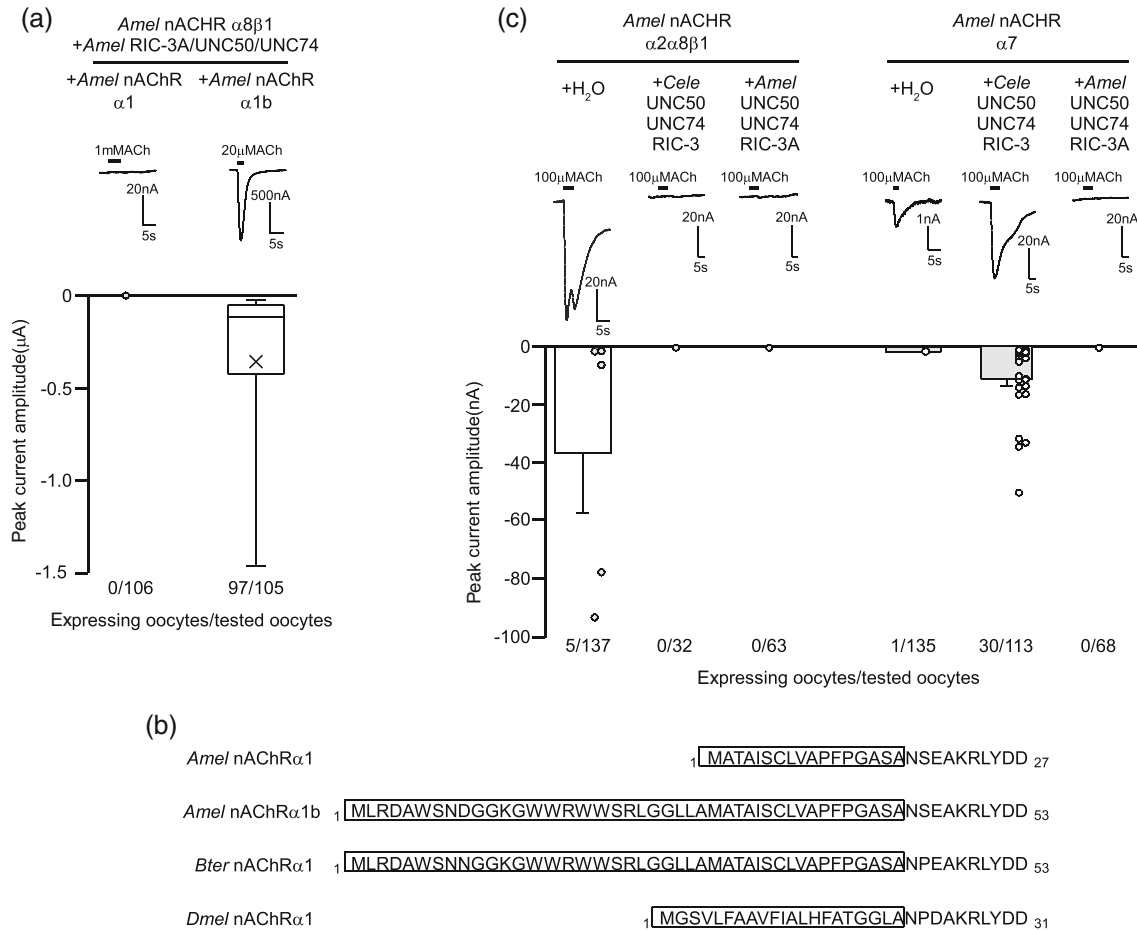 (a)
Amel nACHR α8β1
+Amel RIC-3A/UNC50/UNC74
+Amel nAChR
α1
+Amel nAChR
α1b
1mMACh
20nA
5s
20μMACh
500nA
5s
0
-0.5
-1.0
-1.5
Peak current amplitude(μA)
0/106
97/105
Expressing oocytes/tested oocytes
(c)
Amel nACHR
α2α8β1
Amel nACHR
α7
+H₂O
+Cele
UNC50
UNC74
RIC-3
+Amel
UNC50
UNC74
RIC-3A
+H₂O
+Cele
UNC50
UNC74
RIC-3
+Amel
UNC50
UNC74
RIC-3A
100μMACh
20nA
5s
100μMACh
20nA
5s
100μMACh
20nA
5s
100μMACh
1nA
5s
100μMACh
20nA
5s
100μMACh
20nA
5s
0
-20
-40
-60
-80
-100
Peak current amplitude(nA)
5/137
0/32
0/63
1/135
30/113
0/68
Expressing oocytes/tested oocytes
(b)
Amel nAChRα1 1 MATAISCLVAPFPGASANSEAKRLYDD 27
Amel nAChRα1b 1 MLRDAWSNDGGKGWWRWWSRLGGLLAMATAISCLVAPFPGASANSEAKRLYDD 53
Bter nAChRα1 1 MLRDAWSNNGGKGWWRWWSRLGGLLAMATAISCLVAPFPGASANPEAKRLYDD 53
Dmel nAChRα1 1 MGSVLFAAVFIALHFATGGLANPDAKRLYDD 31